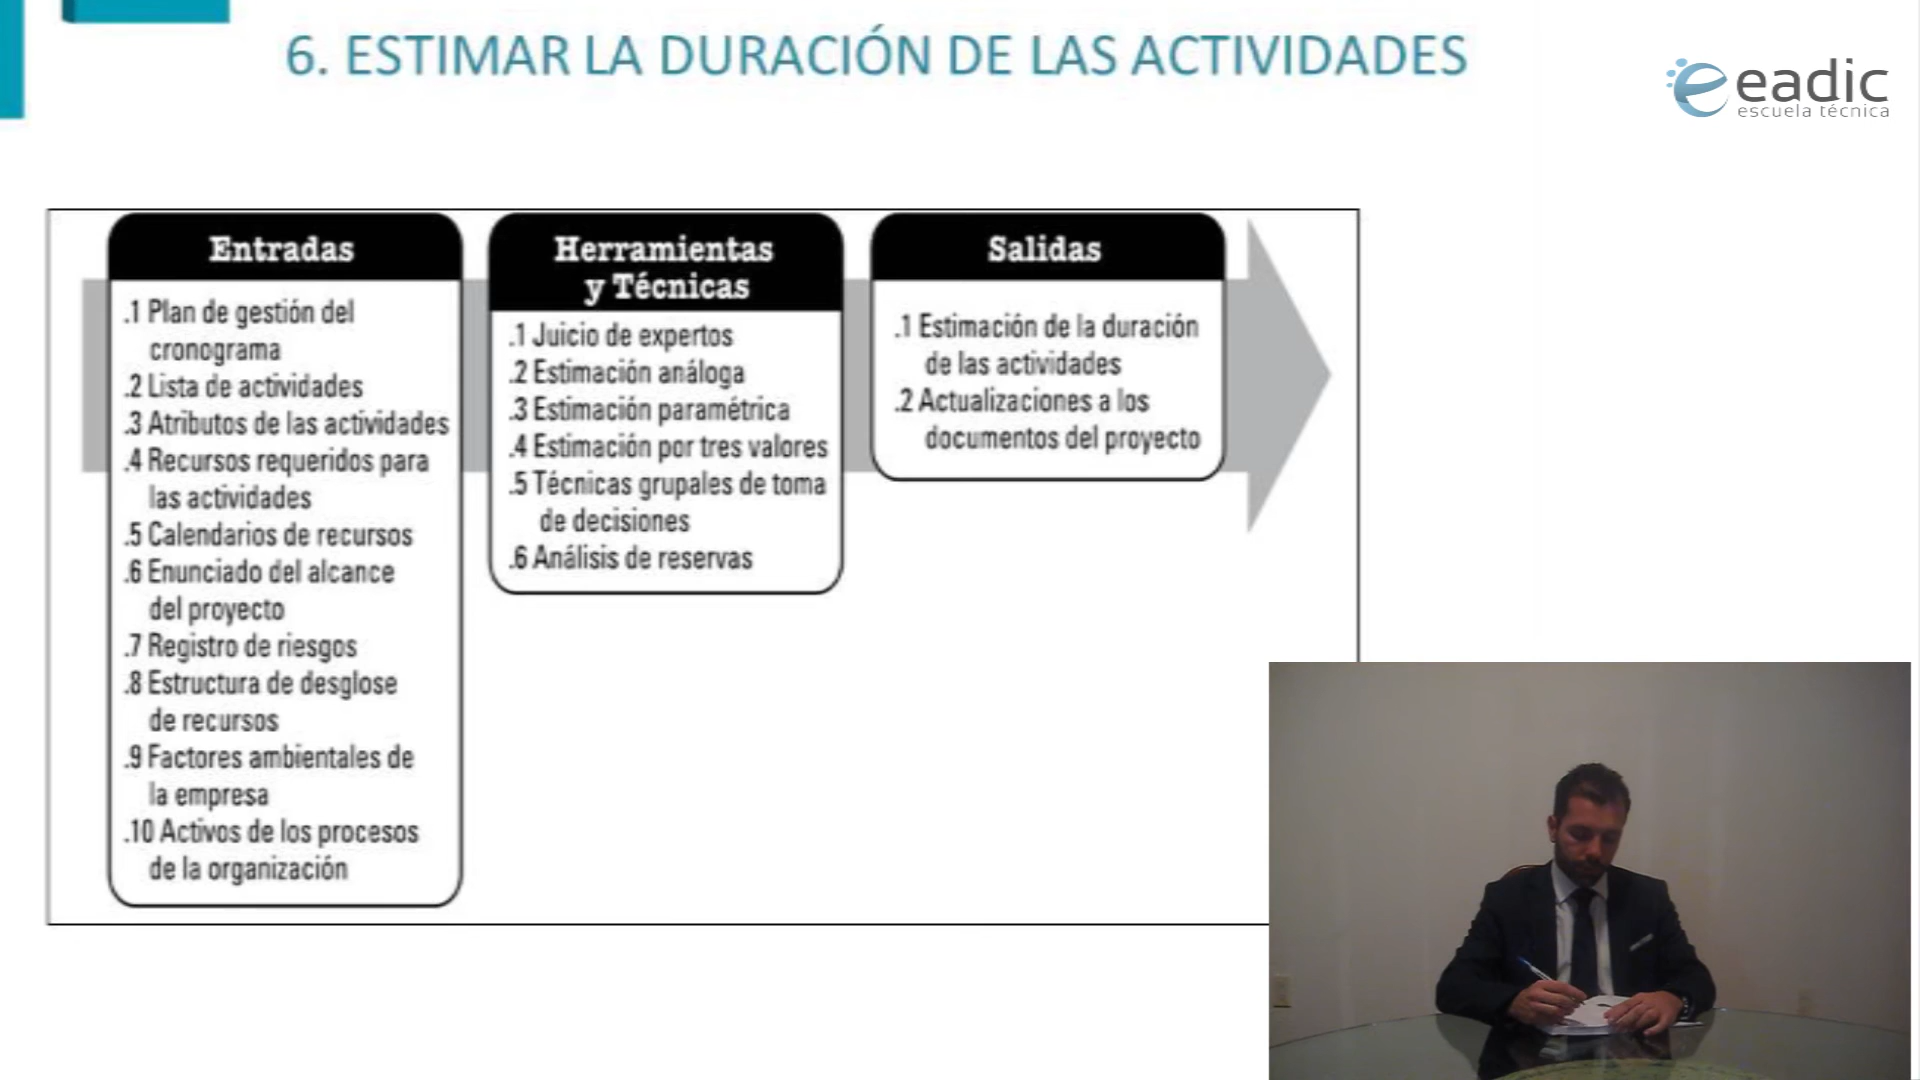 6. ESTIMAR LA DURACIÓN DE LAS ACTIVIDADES
eadic
escuela técnica
Entradas
.1 Plan de gestión del
cronograma
.2 Lista de actividades
.3 Atributos de las actividades
.4 Recursos requeridos para
las actividades
.5 Calendarios de recursos
.6 Enunciado del alcance
del proyecto
.7 Registro de riesgos
.8 Estructura de desglose
de recursos
.9 Factores ambientales de
la empresa
.10 Activos de los procesos
de la organización
Herramientas
y Técnicas
.1 Juicio de expertos
.2 Estimación análoga
.3 Estimación paramétrica
.4 Estimación por tres valores
.5 Técnicas grupales de toma
de decisiones
.6 Análisis de reservas
Salidas
.1 Estimación de la duración
de las actividades
.2 Actualizaciones a los
documentos del proyecto